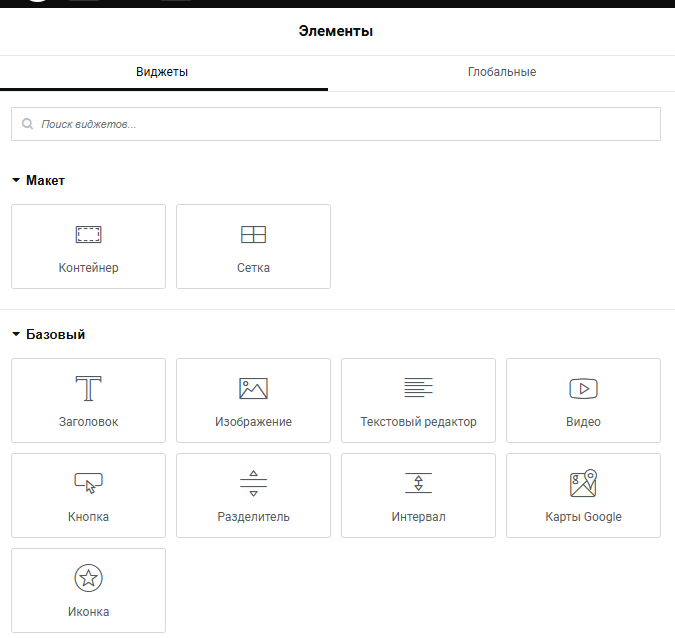 Элементы
Виджеты Глобальные
Поиск виджетов...
Макет
Контейнер Сетка
Базовый
Заголовок Изображение Текстовый редактор Видео
Кнопка Разделитель Интервал Карты Google
Иконка